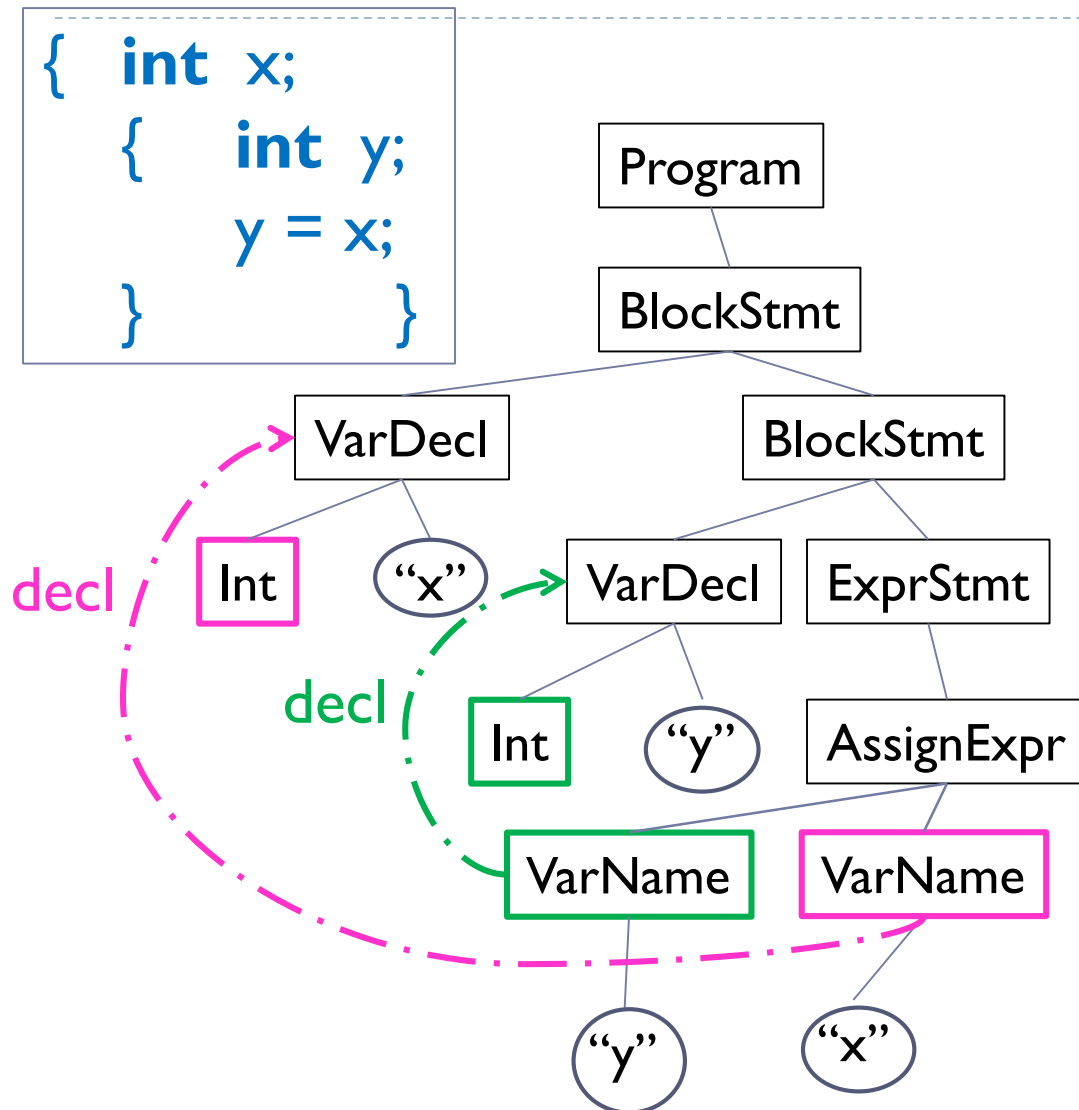 { int x;
{ int y;
y = x;
} }
Program
BlockStmt
VarDecl BlockStmt
decl Int “x” VarDecl ExprStmt
decl Int “y” AssignExpr
VarName VarName
“y” “x”